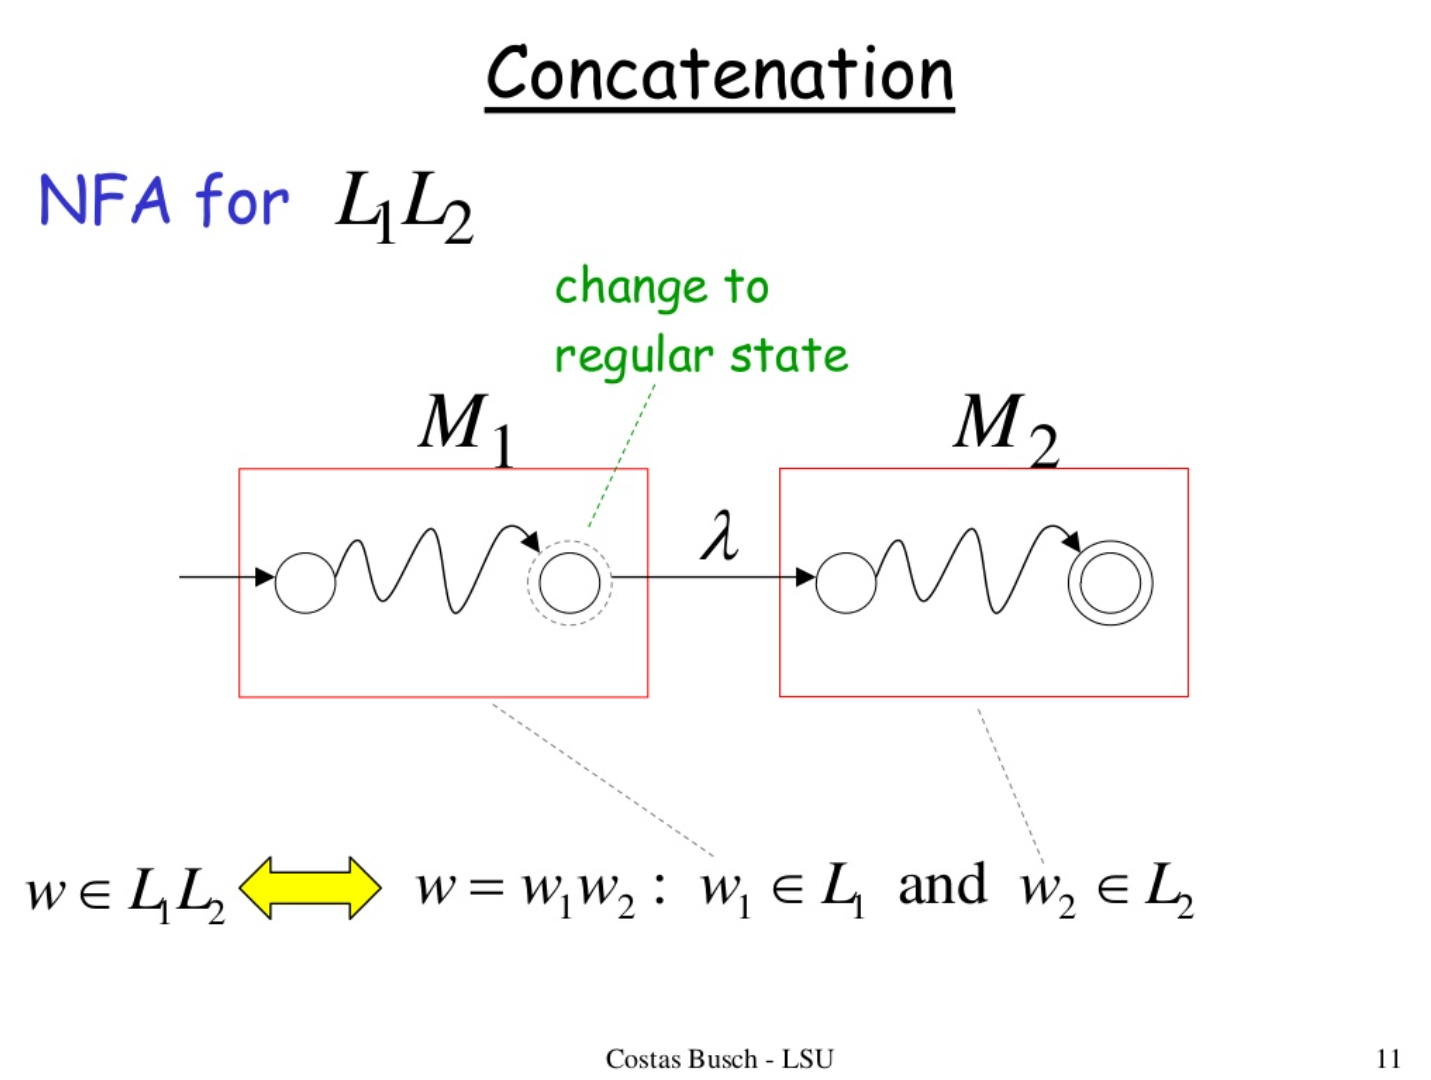 Concatenation
NFA for L₁L₂
change to
regular state
M₁ M₂
λ
w ∈ L₁L₂ w = w₁w₂ : w₁ ∈ L₁ and w₂ ∈ L₂
Costas Busch - LSU 11